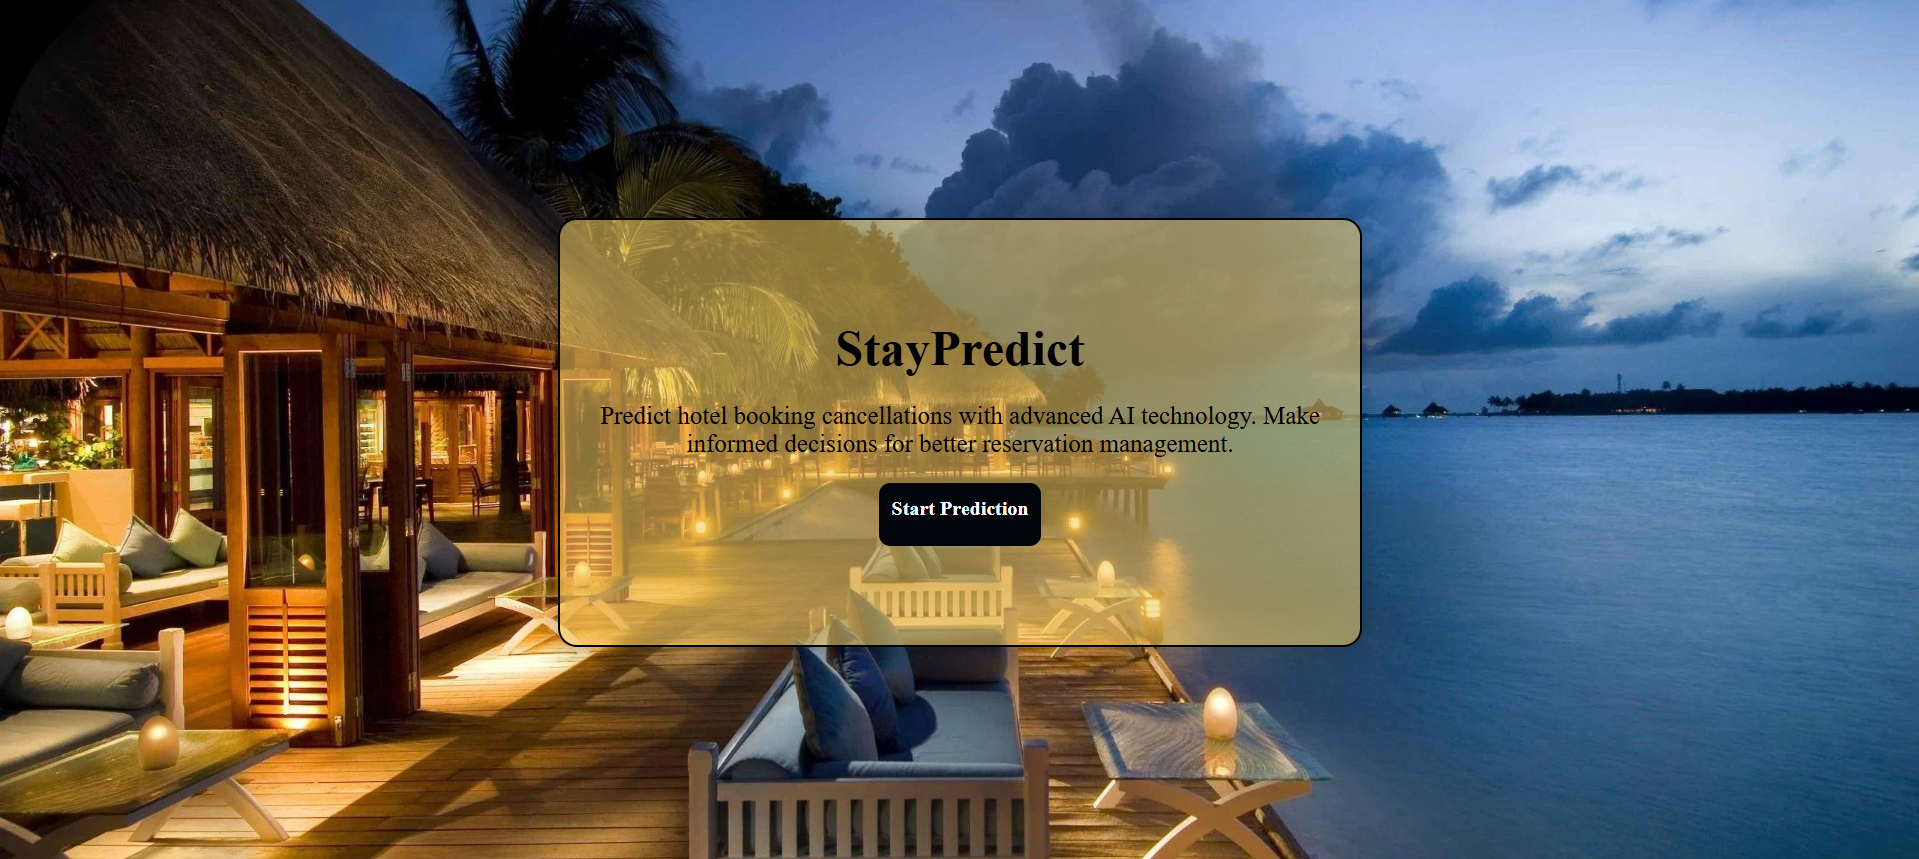 StayPredict
Predict hotel booking cancellations with advanced AI technology. Make
informed decisions for better reservation management.
Start Prediction